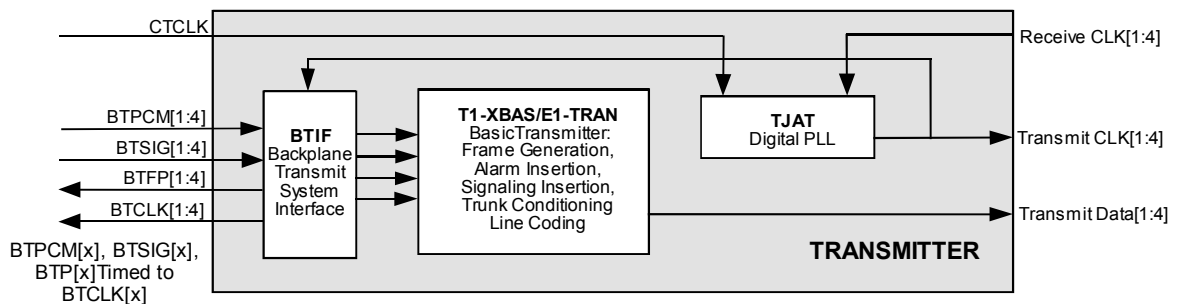 CTCLK
Receive CLK[1:4]
BTPCM[1:4]
BTSIG[1:4]
BTFP[1:4]
BTCLK[1:4]
BTIF
Backplane
Transmit
System
Interface
T1-XBAS/E1-TRAN
BasicTransmitter:
Frame Generation,
Alarm Insertion,
Signaling Insertion,
Trunk Conditioning
Line Coding
TJAT
Digital PLL
Transmit CLK[1:4]
Transmit Data[1:4]
TRANSMITTER
BTPCM[x], BTSIG[x],
BTP[x]Timed to
BTCLK[x]